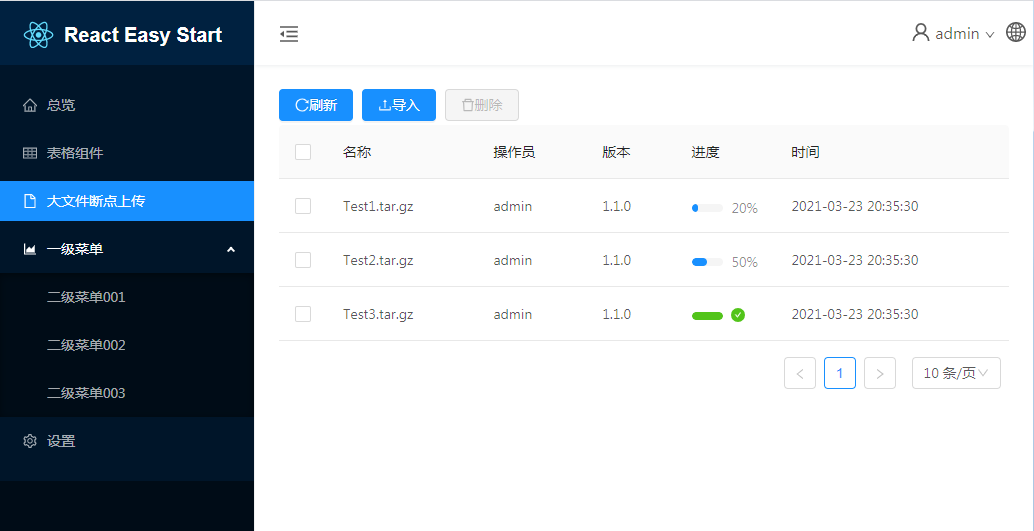 React Easy Start
admin
总览
表格组件
大文件断点上传
一级菜单
二级菜单001
二级菜单002
二级菜单003
设置
刷新 导入 删除
名称 操作员 版本 进度 时间
Test1.tar.gz admin 1.1.0 20% 2021-03-23 20:35:30
Test2.tar.gz admin 1.1.0 50% 2021-03-23 20:35:30
Test3.tar.gz admin 1.1.0 2021-03-23 20:35:30
1 10 条/页